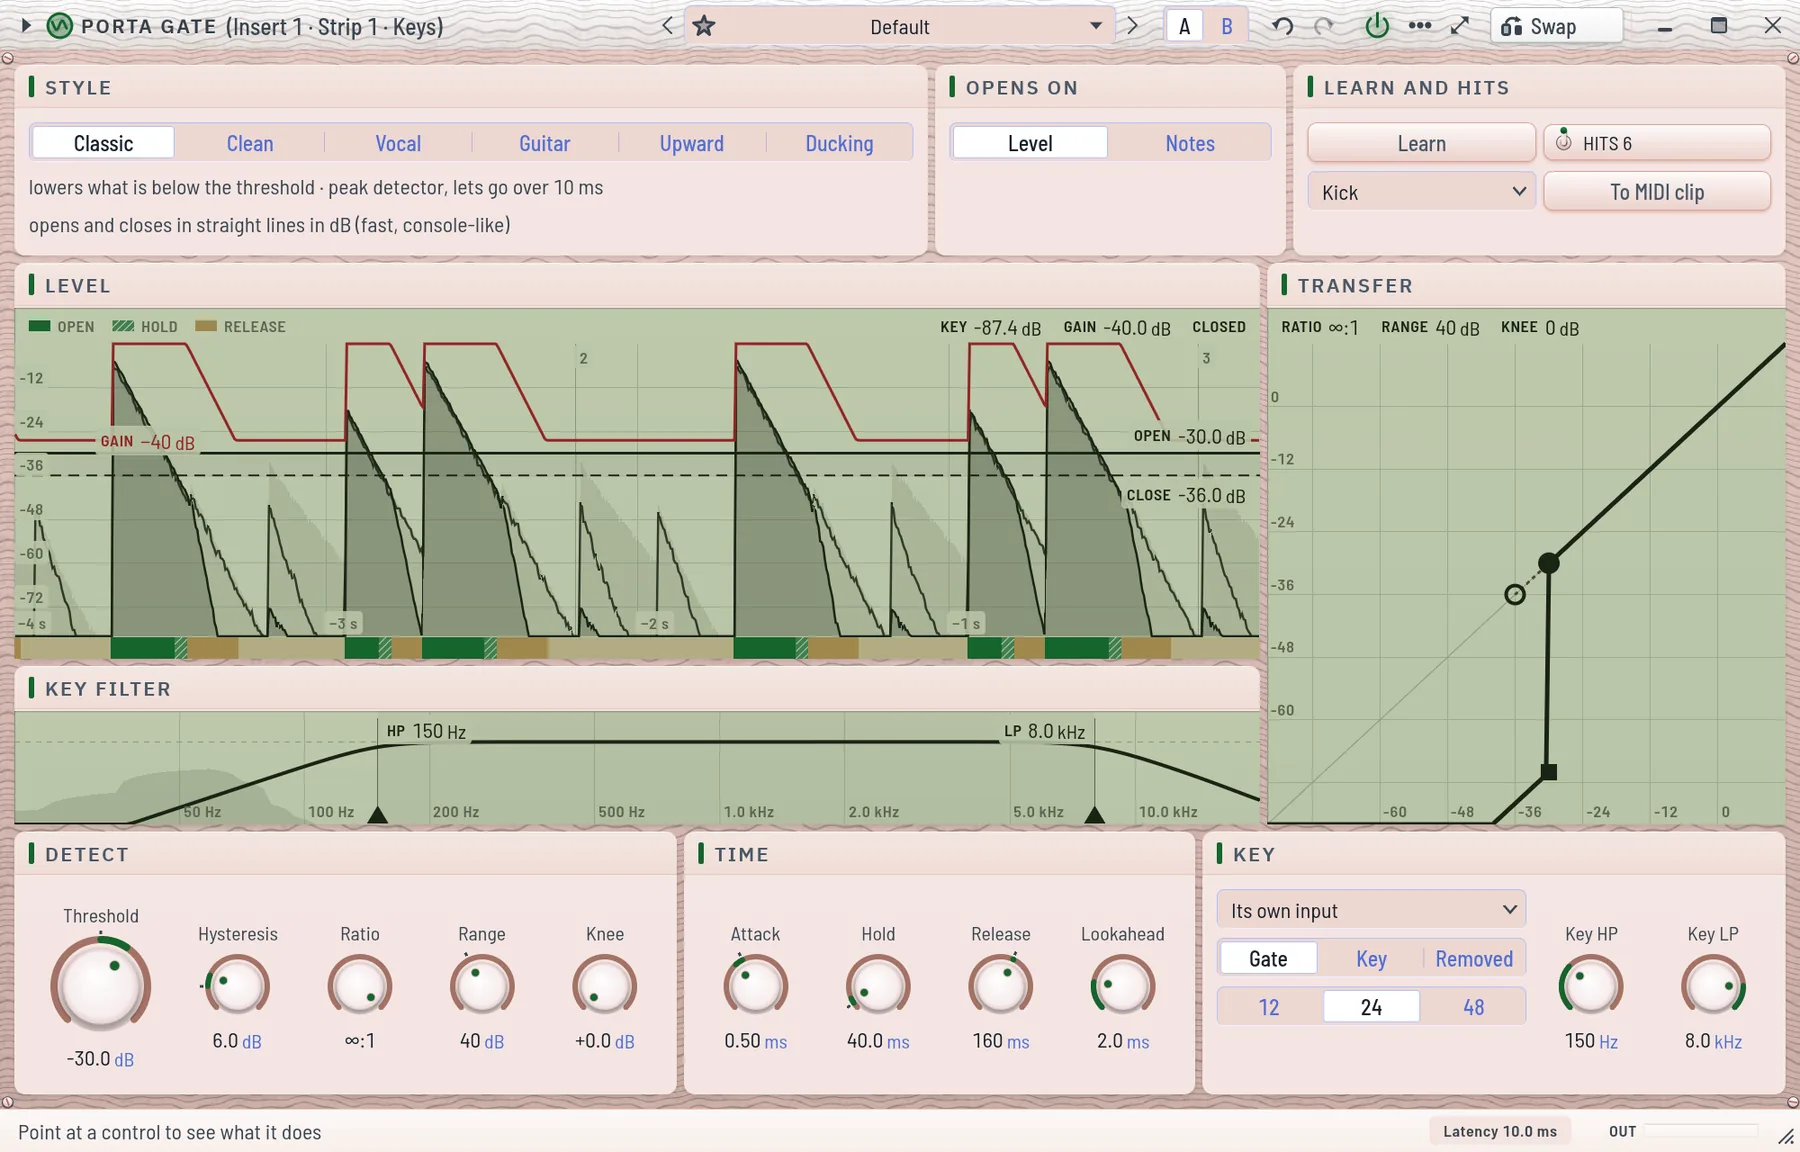 PORTA GATE (Insert 1 · Strip 1 · Keys)
Default
A B
Swap
STYLE
Classic Clean Vocal Guitar Upward Ducking
lowers what is below the threshold · peak detector, lets go over 10 ms
opens and closes in straight lines in dB (fast, console-like)
OPENS ON
Level Notes
LEARN AND HITS
Learn HITS 6
Kick To MIDI clip
LEVEL
OPEN HOLD RELEASE
KEY -87.4 dB GAIN -40.0 dB CLOSED
2 3
-12
-24
GAIN -40 dB
OPEN -30.0 dB
-36
CLOSE -36.0 dB
-48
-60
-72
-4 s -3 s -2 s -1 s
TRANSFER
RATIO ∞:1 RANGE 40 dB KNEE 0 dB
0
-12
-24
-36
-48
-60
-60 -48 -36 -24 -12 0
KEY FILTER
HP 150 Hz LP 8.0 kHz
50 Hz 100 Hz 200 Hz 500 Hz 1.0 kHz 2.0 kHz 5.0 kHz 10.0 kHz
DETECT
Threshold Hysteresis Ratio Range Knee
-30.0 dB 6.0 dB ∞:1 40 dB +0.0 dB
TIME
Attack Hold Release Lookahead
0.50 ms 40.0 ms 160 ms 2.0 ms
KEY
Its own input
Gate Key Removed
12 24 48
Key HP Key LP
150 Hz 8.0 kHz
Point at a control to see what it does
Latency 10.0 ms OUT